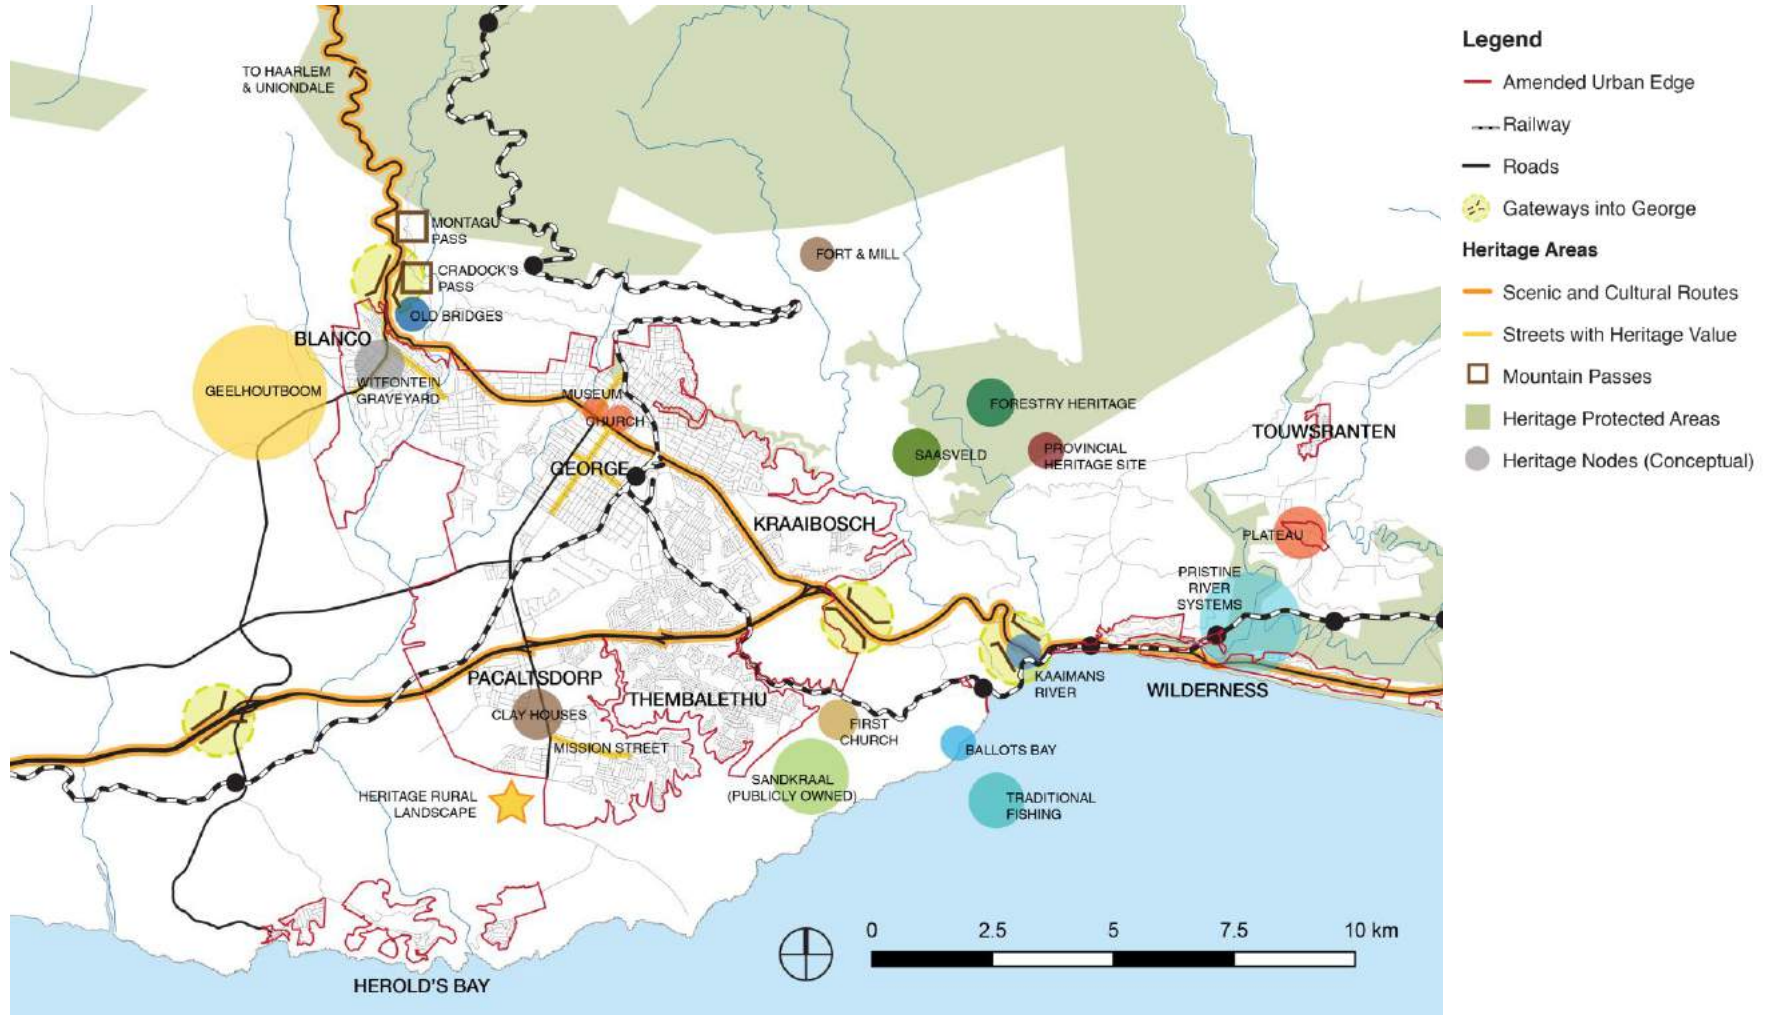 TO HAARLEM
& UNIONDALE
MONTAGU
PASS
CRADOCK'S
PASS
OLD BRIDGES
FORT & MILL
BLANCO
GEELHOUTBOOM
WITFONTEIN
GRAVEYARD
MUSEUM
CHURCH
GEORGE
FORESTRY HERITAGE
SAASVELD
PROVINCIAL
HERITAGE SITE
TOUWSRANTEN
KRAAIBOSCH
PLATEAU
PRISTINE
RIVER
SYSTEMS
PACALTSDORP
CLAY HOUSES
THEMBALETHU
MISSION STREET
KAAIMANS
RIVER
WILDERNESS
FIRST
CHURCH
BALLOTS BAY
SANDKRAAL
(PUBLICLY OWNED)
TRADITIONAL
FISHING
HERITAGE RURAL
LANDSCAPE
HEROLD'S BAY
0 2.5 5 7.5 10 km
Legend
Amended Urban Edge
Railway
Roads
Gateways into George
Heritage Areas
Scenic and Cultural Routes
Streets with Heritage Value
Mountain Passes
Heritage Protected Areas
Heritage Nodes (Conceptual)